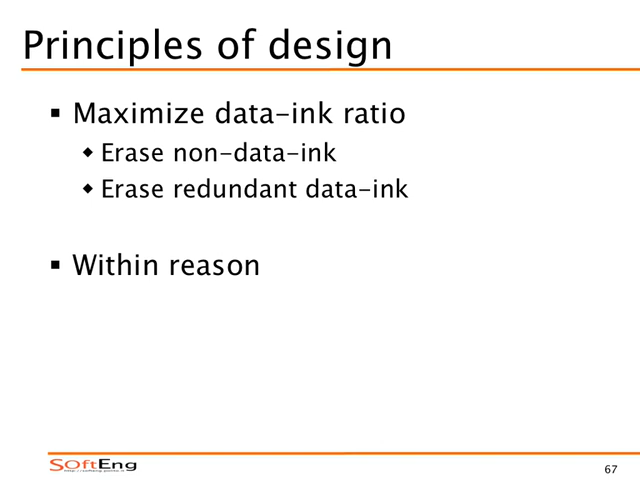 Principles of design
▪ Maximize data-ink ratio
◆ Erase non-data-ink
◆ Erase redundant data-ink
▪ Within reason
SOftEng
67